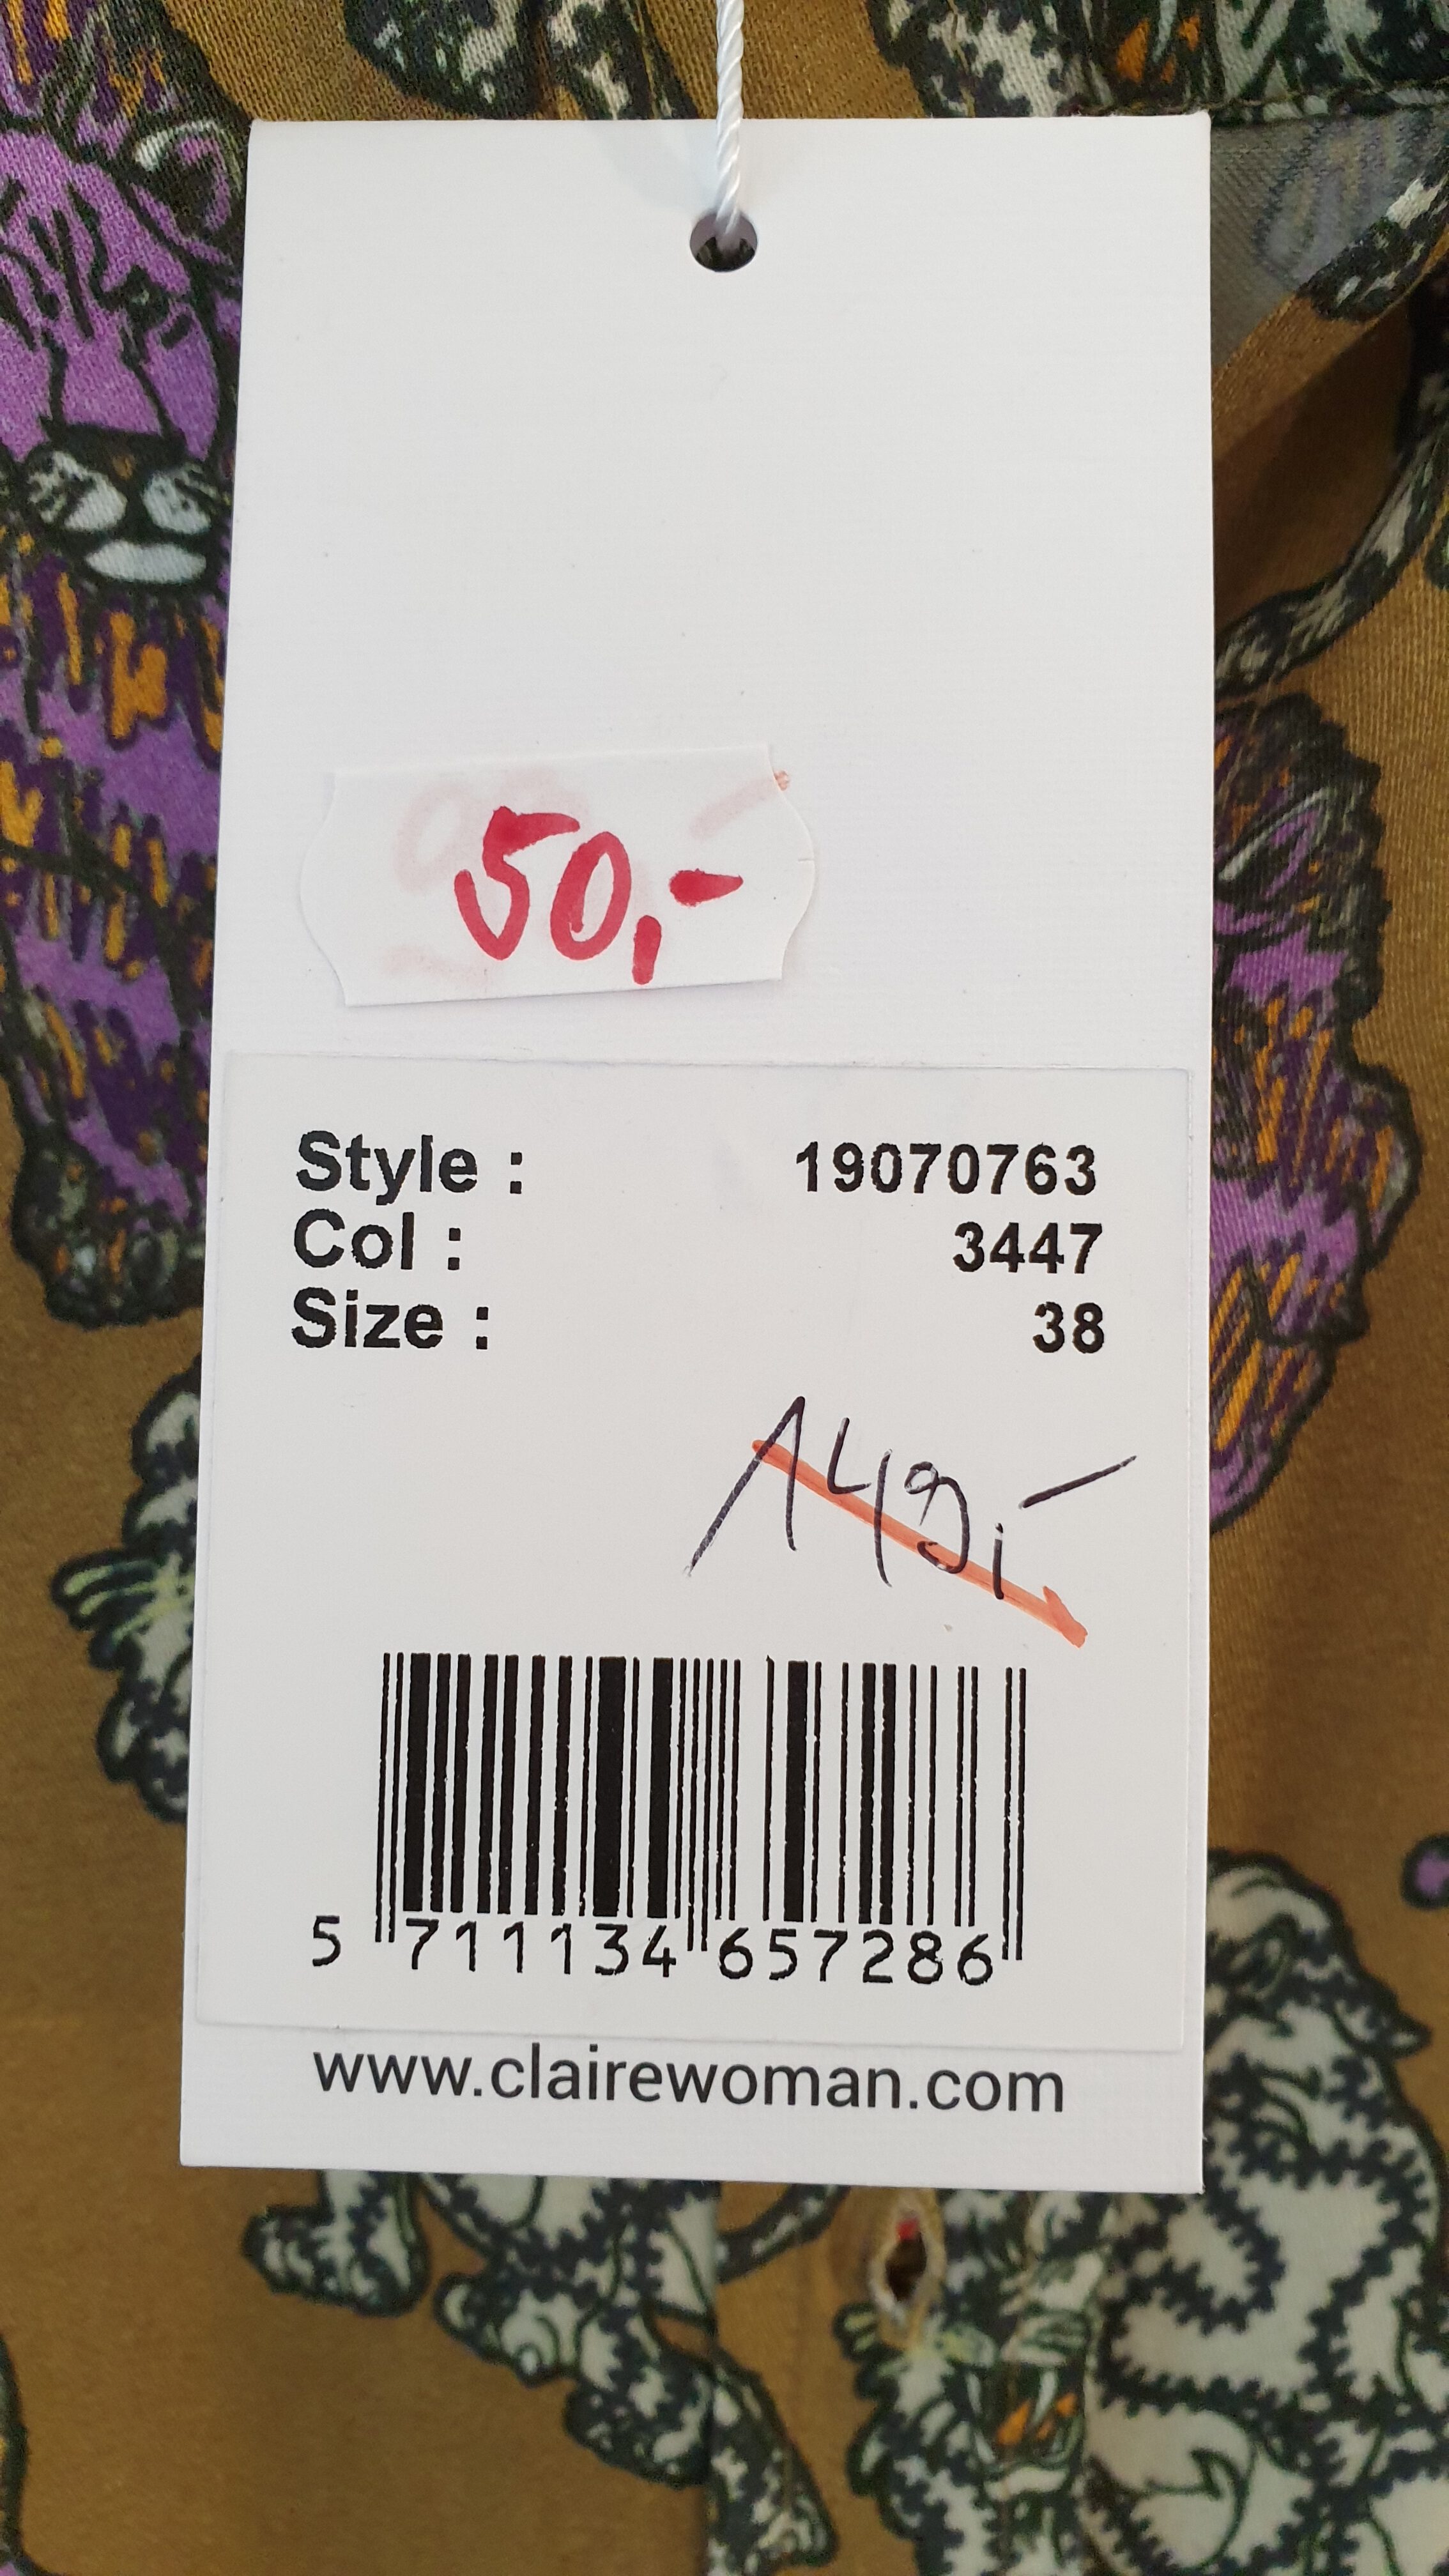 50,-
Style : 19070763
Col : 3447
Size : 38
149,-
5 711134 657286
www.clairewoman.com